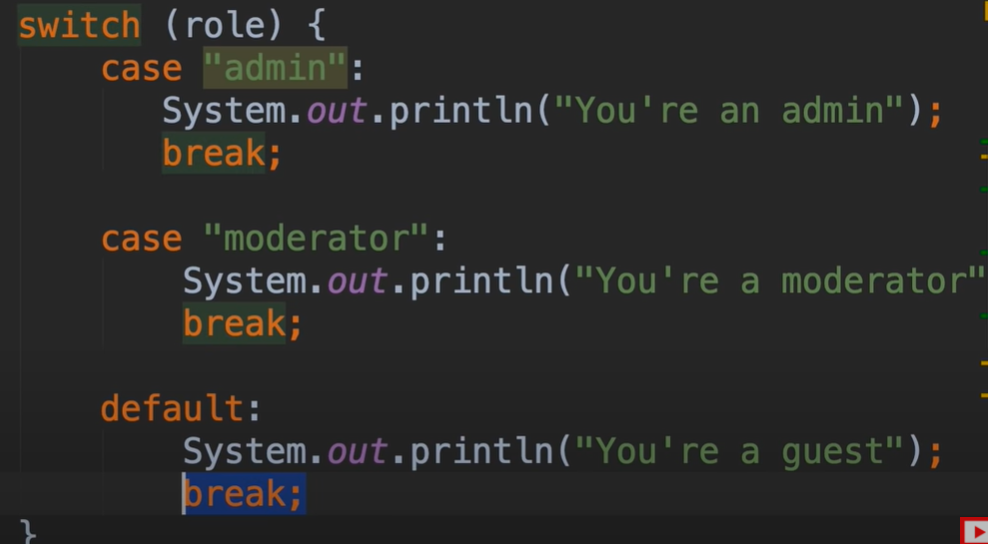 switch (role) {
case "admin":
System.out.println("You're an admin");
break;
case "moderator":
System.out.println("You're a moderator"
break;
default:
System.out.println("You're a guest");
break;
}